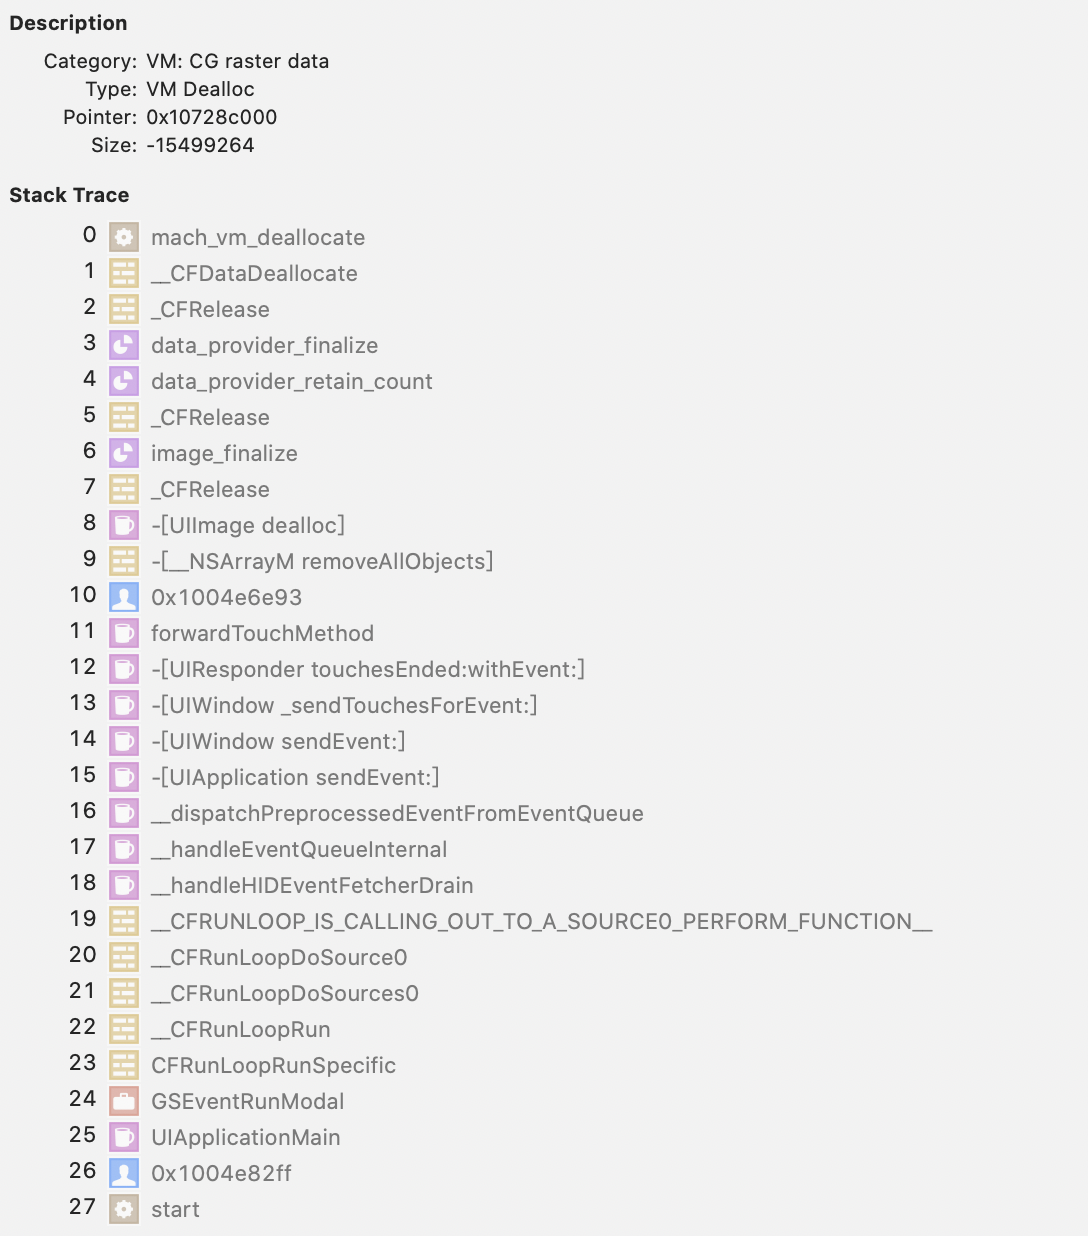 Description
Category: VM: CG raster data
Type: VM Dealloc
Pointer: 0x10728c000
Size: -15499264
Stack Trace
0 mach_vm_deallocate
1 __CFDataDeallocate
2 _CFRelease
3 data_provider_finalize
4 data_provider_retain_count
5 _CFRelease
6 image_finalize
7 _CFRelease
8 -[UIImage dealloc]
9 -[__NSArrayM removeAllObjects]
10 0x1004e6e93
11 forwardTouchMethod
12 -[UIResponder touchesEnded:withEvent:]
13 -[UIWindow _sendTouchesForEvent:]
14 -[UIWindow sendEvent:]
15 -[UIApplication sendEvent:]
16 __dispatchPreprocessedEventFromEventQueue
17 __handleEventQueueInternal
18 __handleHIDEventFetcherDrain
19 __CFRUNLOOP_IS_CALLING_OUT_TO_A_SOURCE0_PERFORM_FUNCTION__
20 __CFRunLoopDoSource0
21 __CFRunLoopDoSources0
22 __CFRunLoopRun
23 CFRunLoopRunSpecific
24 GSEventRunModal
25 UIApplicationMain
26 0x1004e82ff
27 start